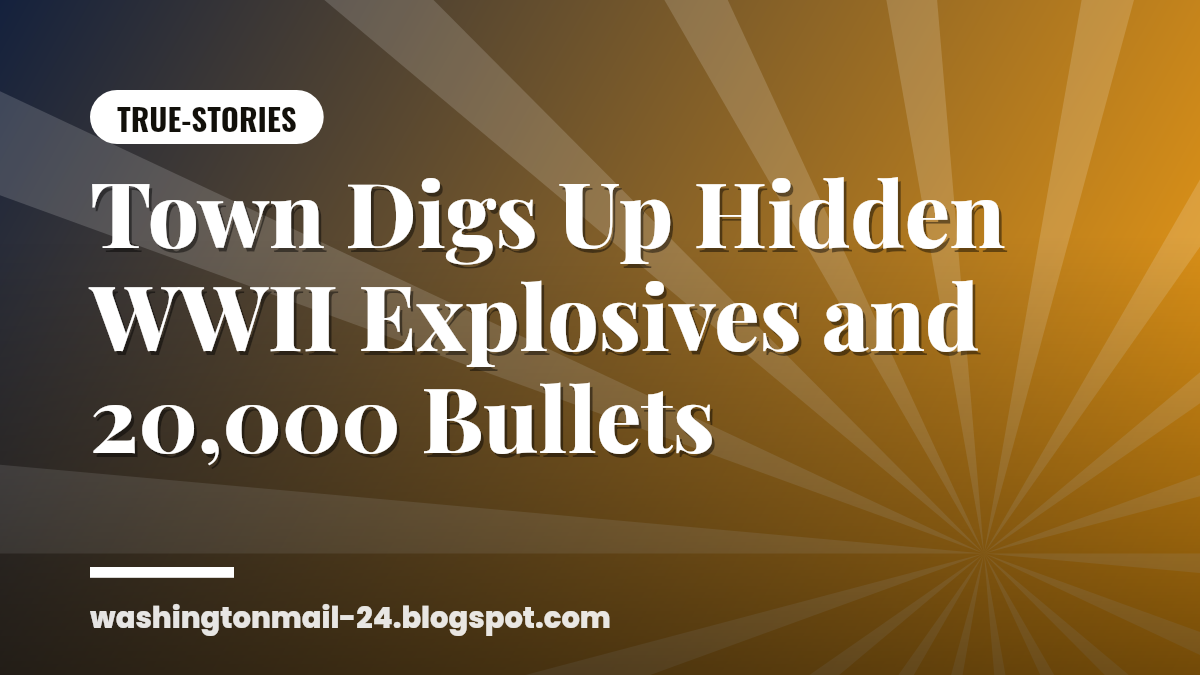 TRUE-STORIES
Town Digs Up Hidden
WWII Explosives and
20,000 Bullets
washingtonmail-24.blogspot.com